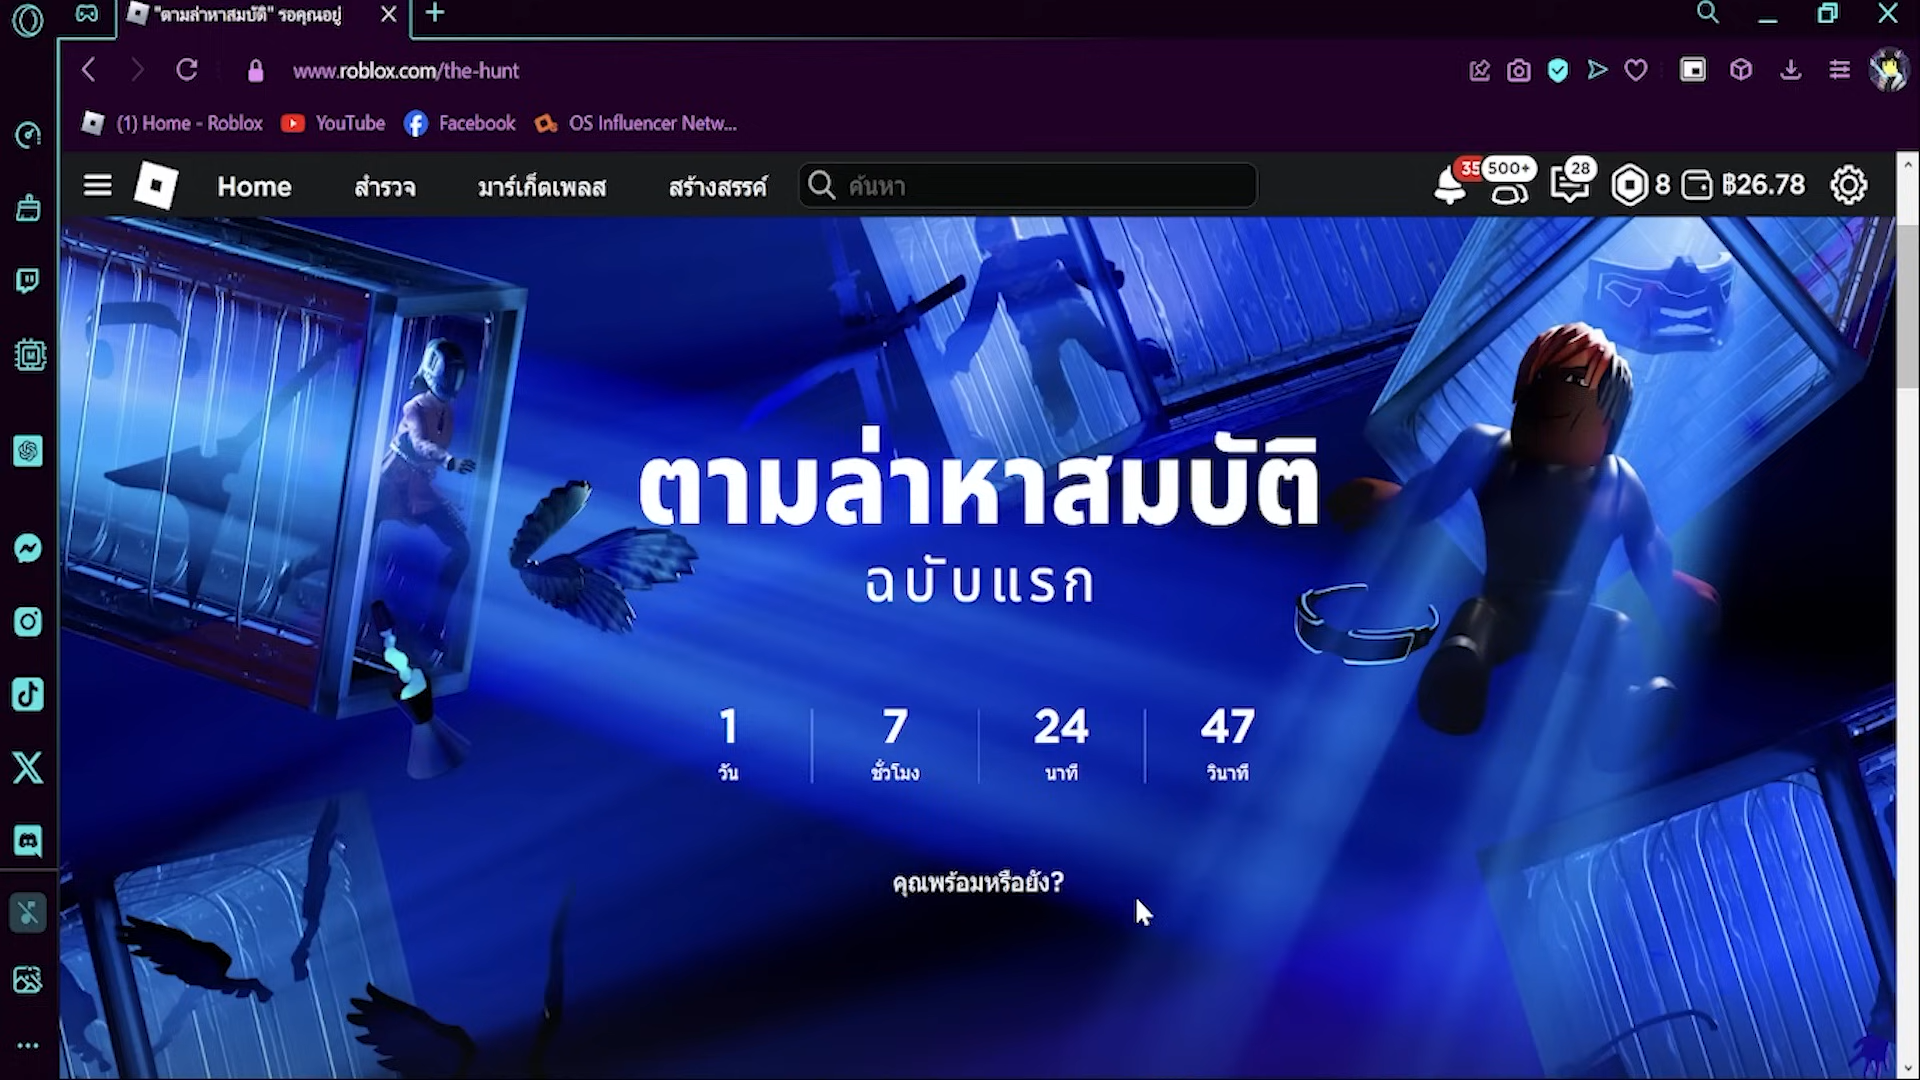 "ตามล่าหาสมบัติ" รอคุณอยู่
www.roblox.com/the-hunt
(1) Home - Roblox YouTube Facebook OS Influencer Netw...
Home สำรวจ มาร์เก็ตเพลส สร้างสรรค์ ค้นหา 35 500+ 28 8 ฿26.78
ตามล่าหาสมบัติ
ฉบับแรก
1 7 24 47
วัน ชั่วโมง นาที วินาที
คุณพร้อมหรือยัง?